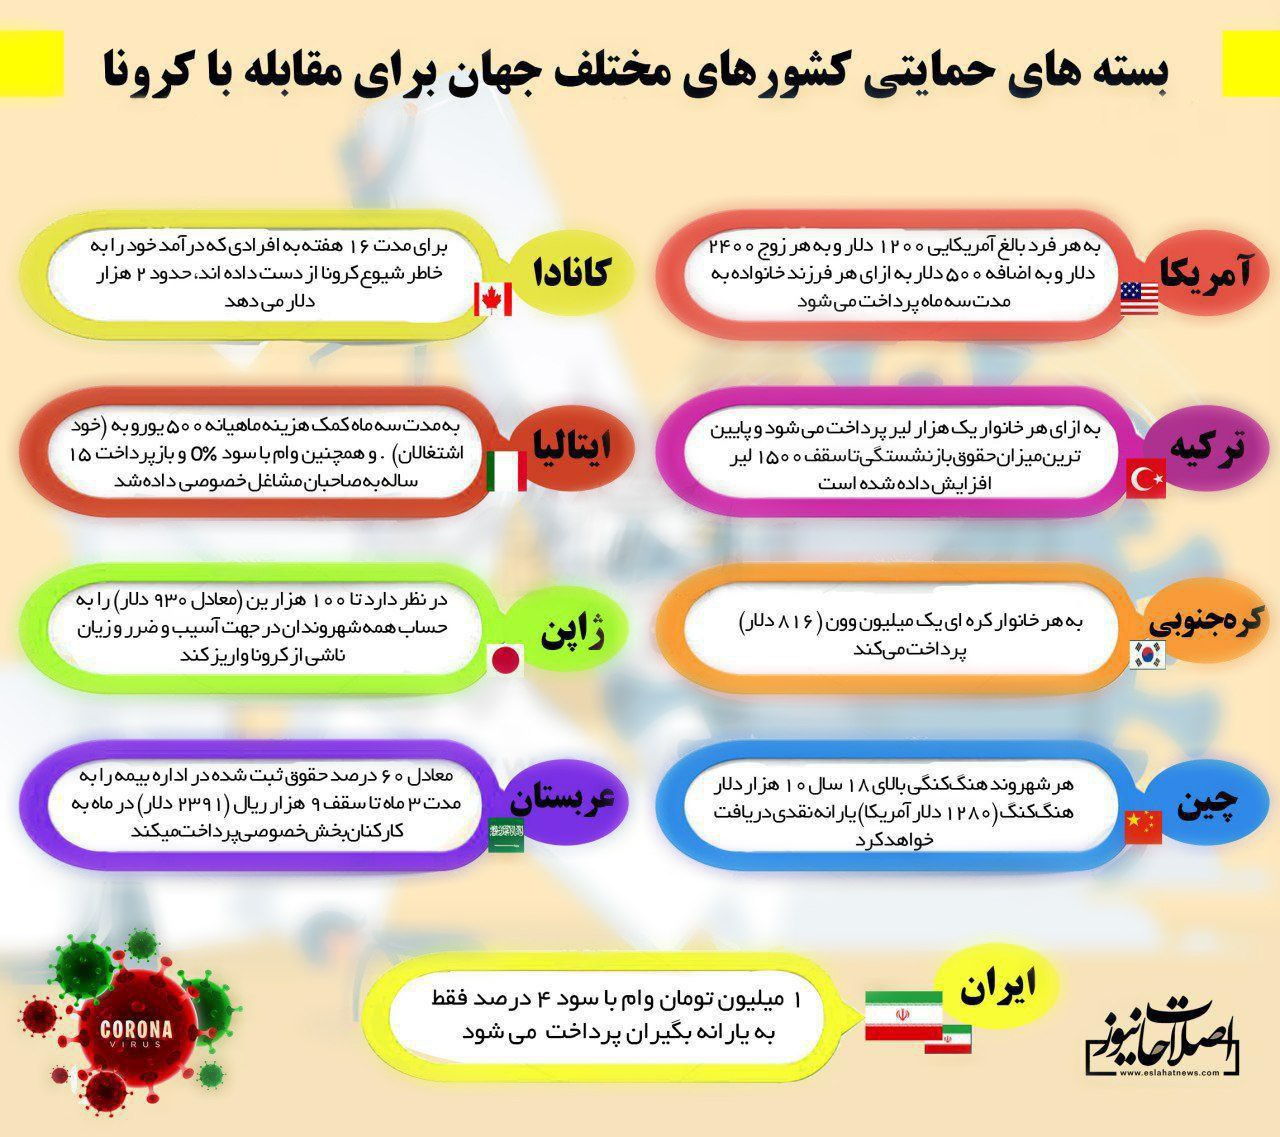 بسته های حمایتی کشورهای مختلف جهان برای مقابله با کرونا
آمریکا
به هر فرد بالغ آمریکایی ۱۲۰۰ دلار و به هر زوج ۲۴۰۰
دلار و به اضافه ۵۰۰ دلار به ازای هر فرزند خانواده به
مدت سه ماه پرداخت می شود
کانادا
برای مدت ۱۶ هفته به افرادی که درآمد خود را به
خاطر شیوع کرونا از دست داده اند، حدود ۲ هزار
دلار می دهد
ترکیه
به ازای هر خانوار یک هزار لیر پرداخت می شود و پایین
ترین میزان حقوق بازنشستگی تا سقف ۱۵۰۰ لیر
افزایش داده شده است
ایتالیا
به مدت سه ماه کمک هزینه ماهیانه ۵۰۰ یورو به (خود
اشتغالان) . و همچنین وام با سود %0 و بازپرداخت ۱۵
ساله به صاحبان مشاغل خصوصی داده شد
کره‌جنوبی
به هر خانوار کره ای یک میلیون وون (۸۱۶ دلار)
پرداخت می‌کند
ژاپن
در نظر دارد تا ۱۰۰ هزار ین (معادل ۹۳۰ دلار) را به
حساب همه شهروندان در جهت آسیب و ضرر و زیان
ناشی از کرونا واریز کند
چین
هر شهروند هنگ‌کنگی بالای ۱۸ سال ۱۰ هزار دلار
هنگ‌کنگ (۱۲۸۰ دلار آمریکا) یارانه نقدی دریافت
خواهد کرد
عربستان
معادل ۶۰ درصد حقوق ثبت شده در اداره بیمه را به
مدت ۳ ماه تا سقف ۹ هزار ریال (۲۳۹۱ دلار) در ماه به
کارکنان بخش خصوصی پرداخت میکند
ایران
۱ میلیون تومان وام با سود ۴ درصد فقط
به یارانه بگیران پرداخت می شود
CORONA
VIRUS
اصلاحات نیوز
www.eslahatnews.com